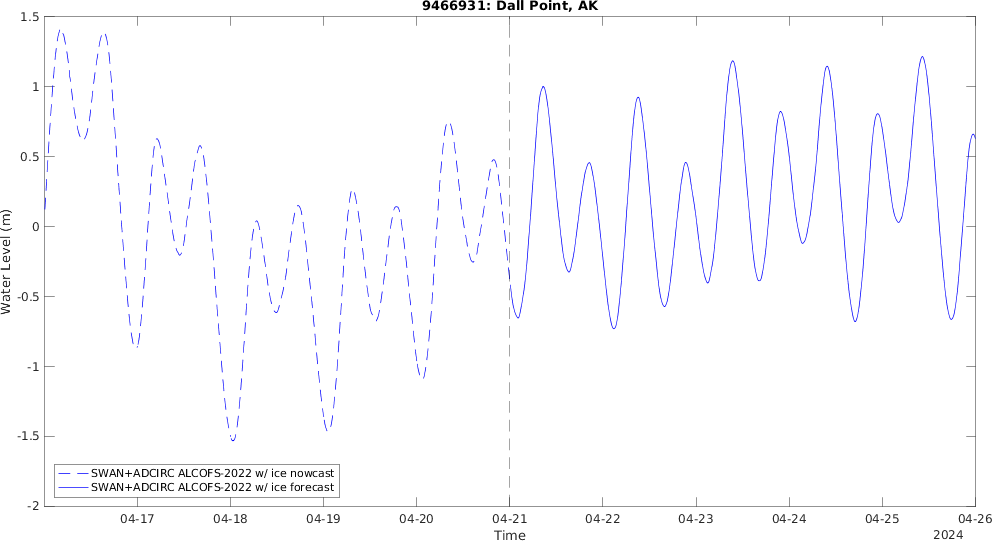 9466931: Dall Point, AK
1.5
1
0.5
0
-0.5
-1
-1.5
-2
Water Level (m)
SWAN+ADCIRC ALCOFS-2022 w/ ice nowcast
SWAN+ADCIRC ALCOFS-2022 w/ ice forecast
04-17 04-18 04-19 04-20 04-21 04-22 04-23 04-24 04-25 04-26
Time
2024